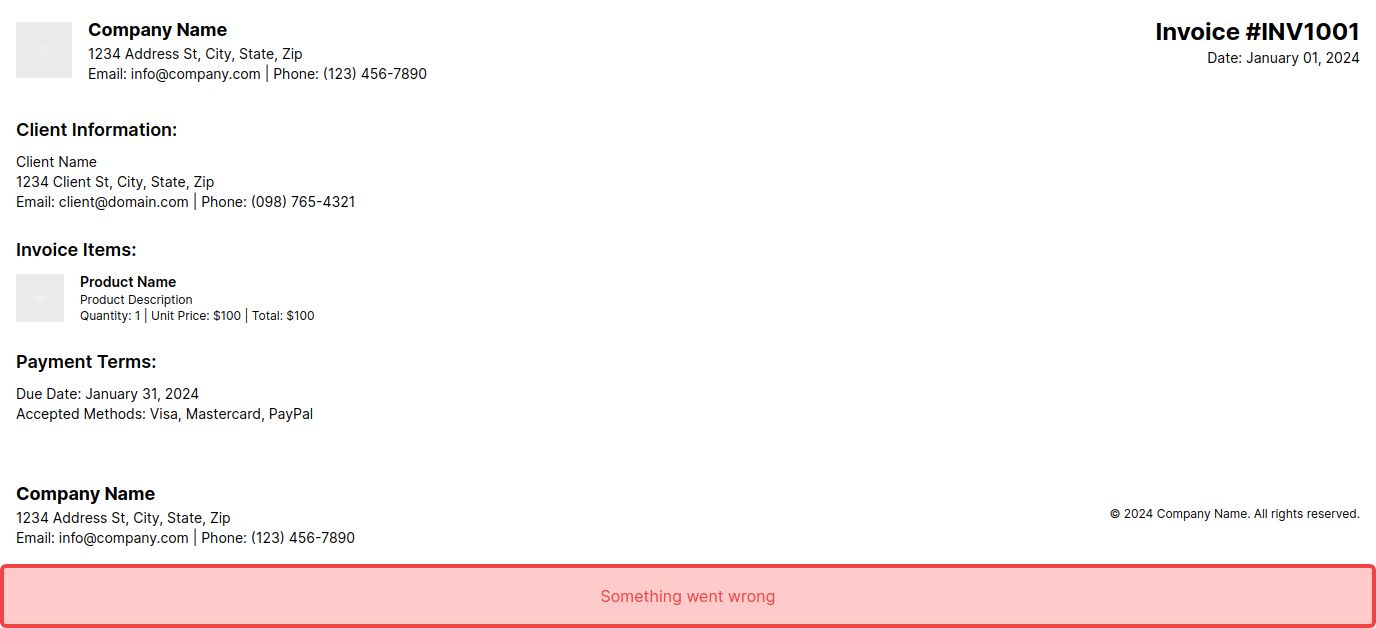 Company Name
1234 Address St, City, State, Zip
Email: info@company.com | Phone: (123) 456-7890
Invoice #INV1001
Date: January 01, 2024
Client Information:
Client Name
1234 Client St, City, State, Zip
Email: client@domain.com | Phone: (098) 765-4321
Invoice Items:
Product Name
Product Description
Quantity: 1 | Unit Price: $100 | Total: $100
Payment Terms:
Due Date: January 31, 2024
Accepted Methods: Visa, Mastercard, PayPal
Company Name
1234 Address St, City, State, Zip
Email: info@company.com | Phone: (123) 456-7890
© 2024 Company Name. All rights reserved.
Something went wrong